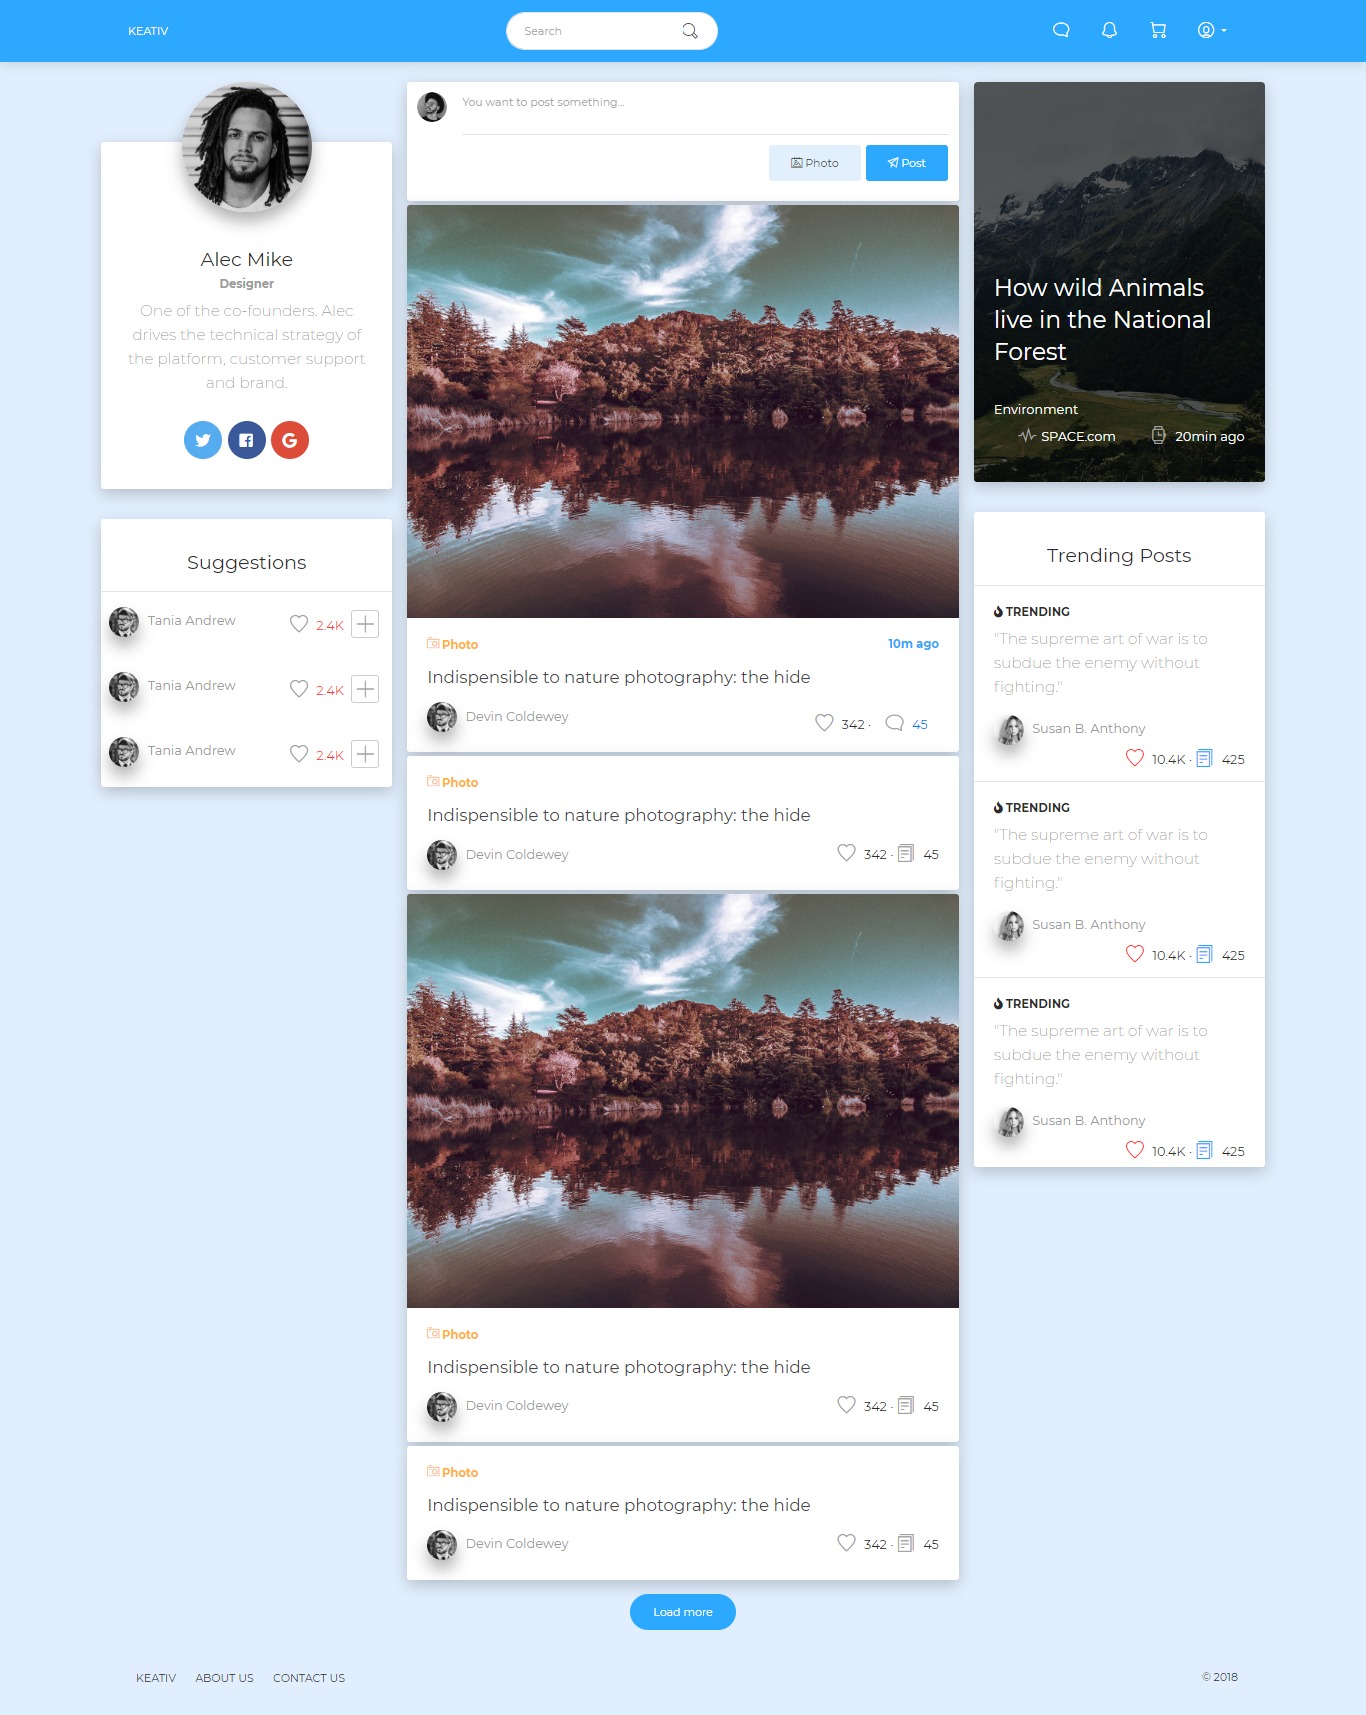 KEATIV
Search
Alec Mike
Designer
One of the co-founders. Alec
drives the technical strategy of
the platform, customer support
and brand.
Suggestions
Tania Andrew
2.4K
Tania Andrew
2.4K
Tania Andrew
2.4K
You want to post something...
Photo
Post
Photo
10m ago
Indispensible to nature photography: the hide
Devin Coldewey
342 ·
45
Photo
Indispensible to nature photography: the hide
Devin Coldewey
342 ·
45
Photo
Indispensible to nature photography: the hide
Devin Coldewey
342 ·
45
Photo
Indispensible to nature photography: the hide
Devin Coldewey
342 ·
45
Load more
How wild Animals
live in the National
Forest
Environment
SPACE.com
20min ago
Trending Posts
TRENDING
"The supreme art of war is to
subdue the enemy without
fighting."
Susan B. Anthony
10.4K ·
425
TRENDING
"The supreme art of war is to
subdue the enemy without
fighting."
Susan B. Anthony
10.4K ·
425
TRENDING
"The supreme art of war is to
subdue the enemy without
fighting."
Susan B. Anthony
10.4K ·
425
KEATIV
ABOUT US
CONTACT US
© 2018